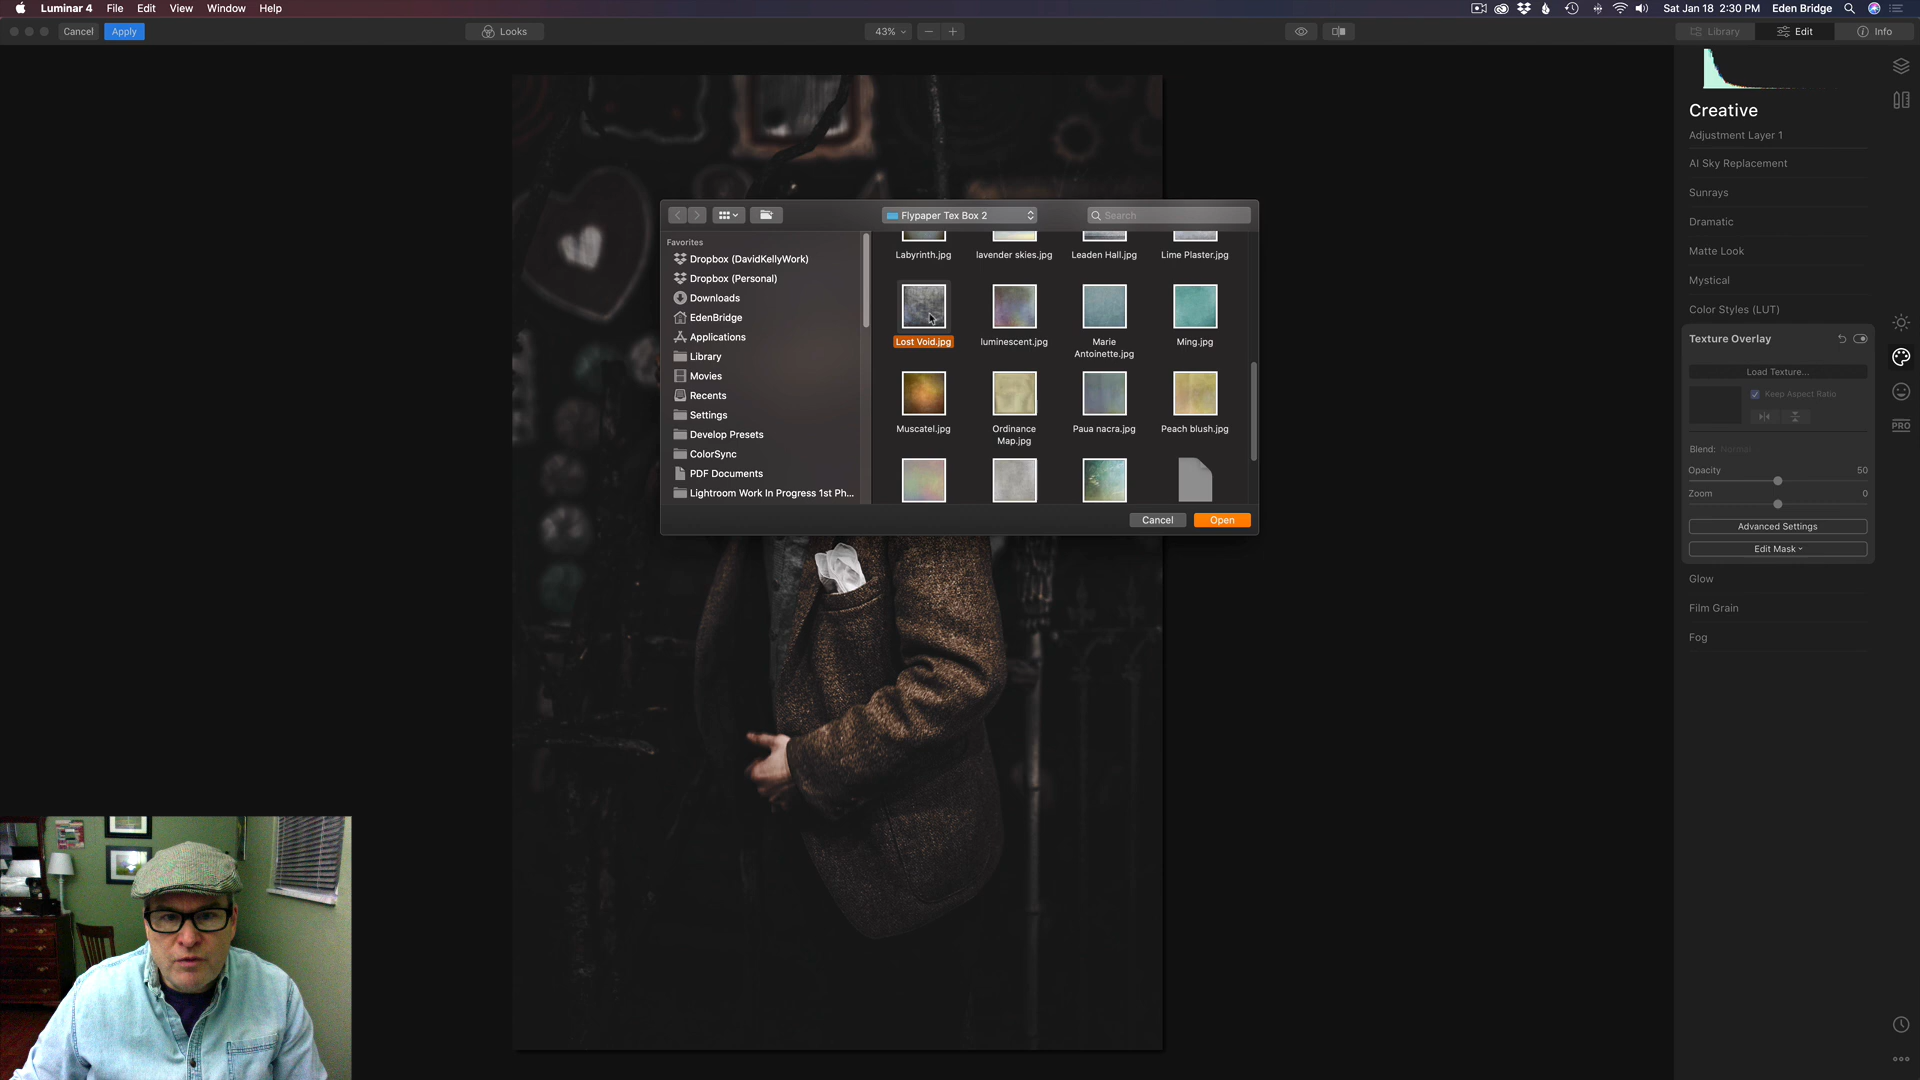 Luminar 4 File Edit View Window Help Sat Jan 18 2:30 PM Eden Bridge
Cancel Apply Looks 43% Library Edit Info
Creative
Adjustment Layer 1
AI Sky Replacement
Sunrays
Dramatic
Matte Look
Mystical
Color Styles (LUT)
Texture Overlay
Load Texture...
Keep Aspect Ratio
Blend: Normal
Opacity 50
Zoom 0
Advanced Settings
Edit Mask
Glow
Film Grain
Fog
PRO
Flypaper Tex Box 2 Search
Favorites
Dropbox (DavidKellyWork)
Dropbox (Personal)
Downloads
EdenBridge
Applications
Library
Movies
Recents
Settings
Develop Presets
ColorSync
PDF Documents
Lightroom Work In Progress 1st Ph...
Labyrinth.jpg lavender skies.jpg Leaden Hall.jpg Lime Plaster.jpg
Lost Void.jpg luminescent.jpg Marie Ming.jpg
Antoinette.jpg
Muscatel.jpg Ordinance Paua nacra.jpg Peach blush.jpg
Map.jpg
Cancel Open